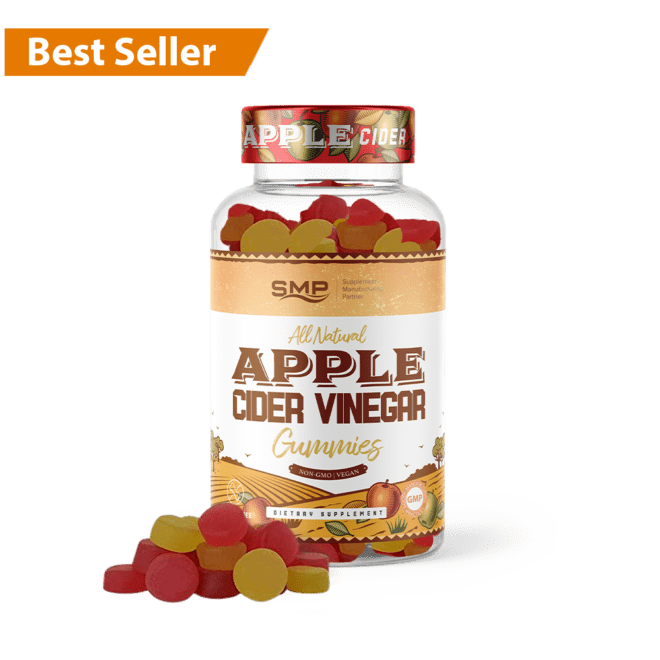 Best Seller
APPLE CIDER
SMP
Supplement
Manufacturing
Partner
All Natural
APPLE
CIDER VINEGAR
Gummies
NON-GMO | VEGAN
GMP
DIETARY SUPPLEMENT